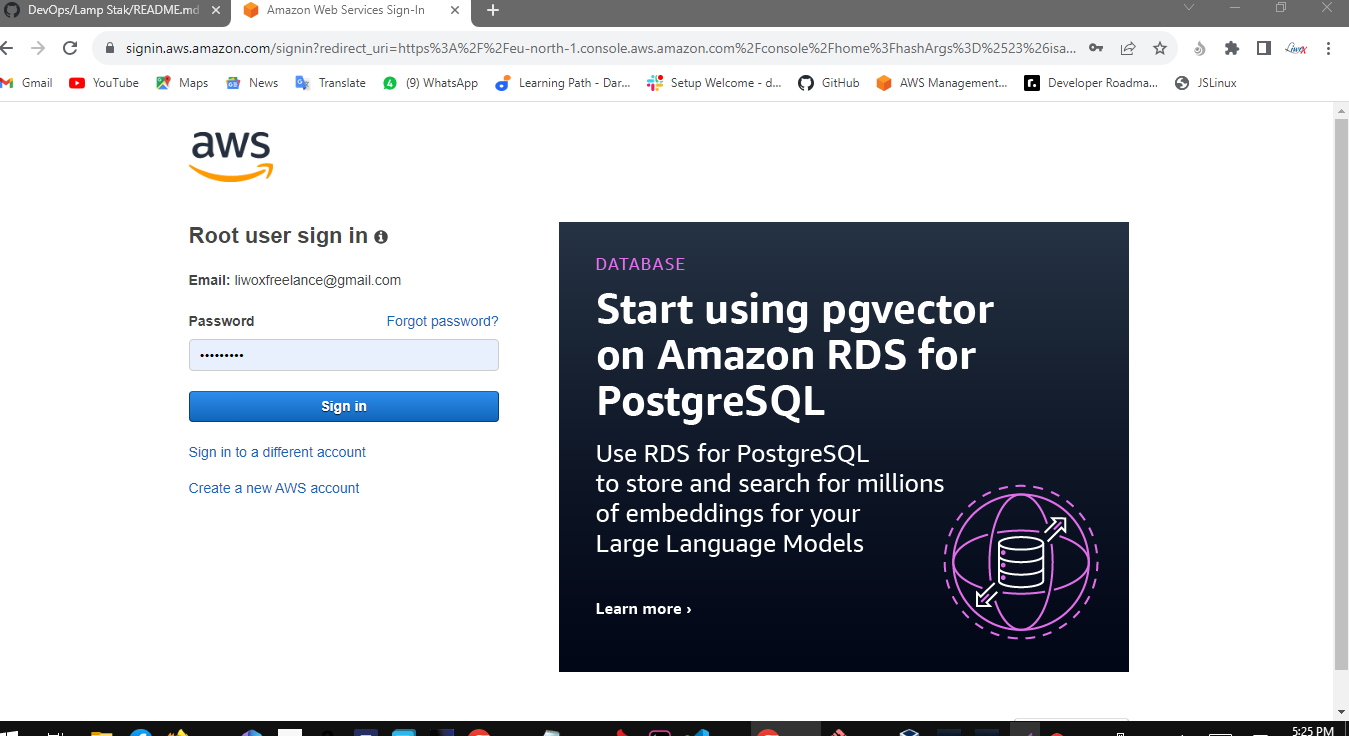 DevOps/Lamp Stak/README.md
Amazon Web Services Sign-In
signin.aws.amazon.com/signin?redirect_uri=https%3A%2F%2Feu-north-1.console.aws.amazon.com%2Fconsole%2Fhome%3FhashArgs%3D%2523%26isa...
Liwox
Gmail
YouTube
Maps
News
Translate
(9) WhatsApp
Learning Path - Dar...
Setup Welcome - d...
GitHub
AWS Management...
Developer Roadma...
JSLinux
aws
Root user sign in
Email: liwoxfreelance@gmail.com
Password
Forgot password?
•••••••••
Sign in
Sign in to a different account
Create a new AWS account
DATABASE
Start using pgvector
on Amazon RDS for
PostgreSQL
Use RDS for PostgreSQL
to store and search for millions
of embeddings for your
Large Language Models
Learn more ›
5:25 PM